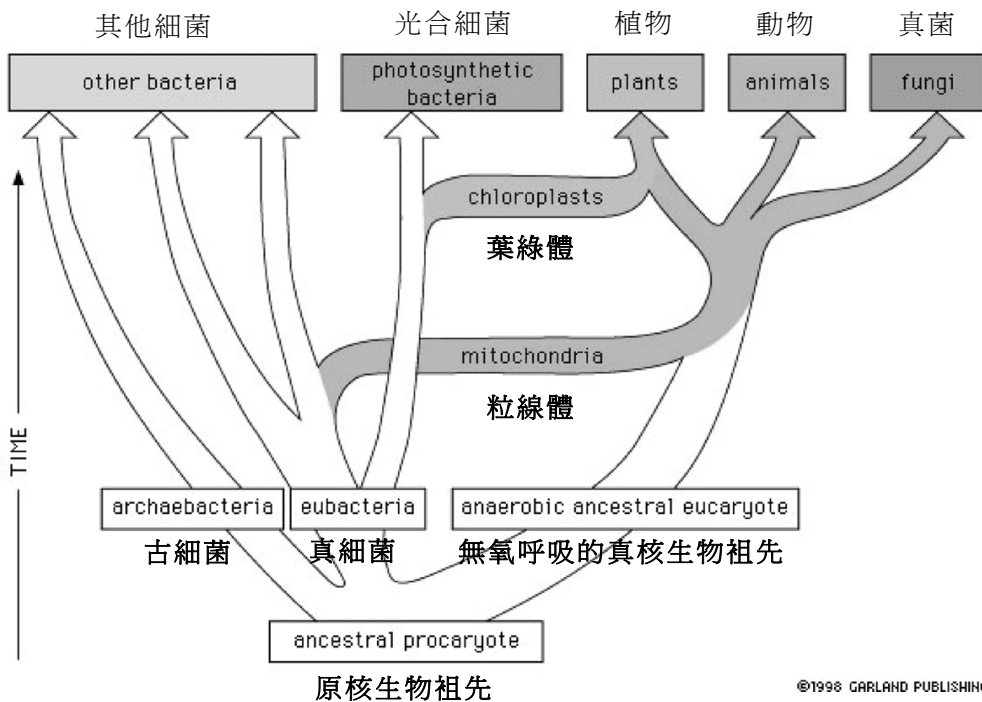 其他細菌
光合細菌
植物
動物
真菌
other bacteria
photosynthetic
bacteria
plants
animals
fungi
chloroplasts
葉綠體
mitochondria
粒線體
TIME
archaebacteria
eubacteria
anaerobic ancestral eucaryote
古細菌
真細菌
無氧呼吸的真核生物祖先
ancestral procaryote
原核生物祖先
©1998 GARLAND PUBLISHING